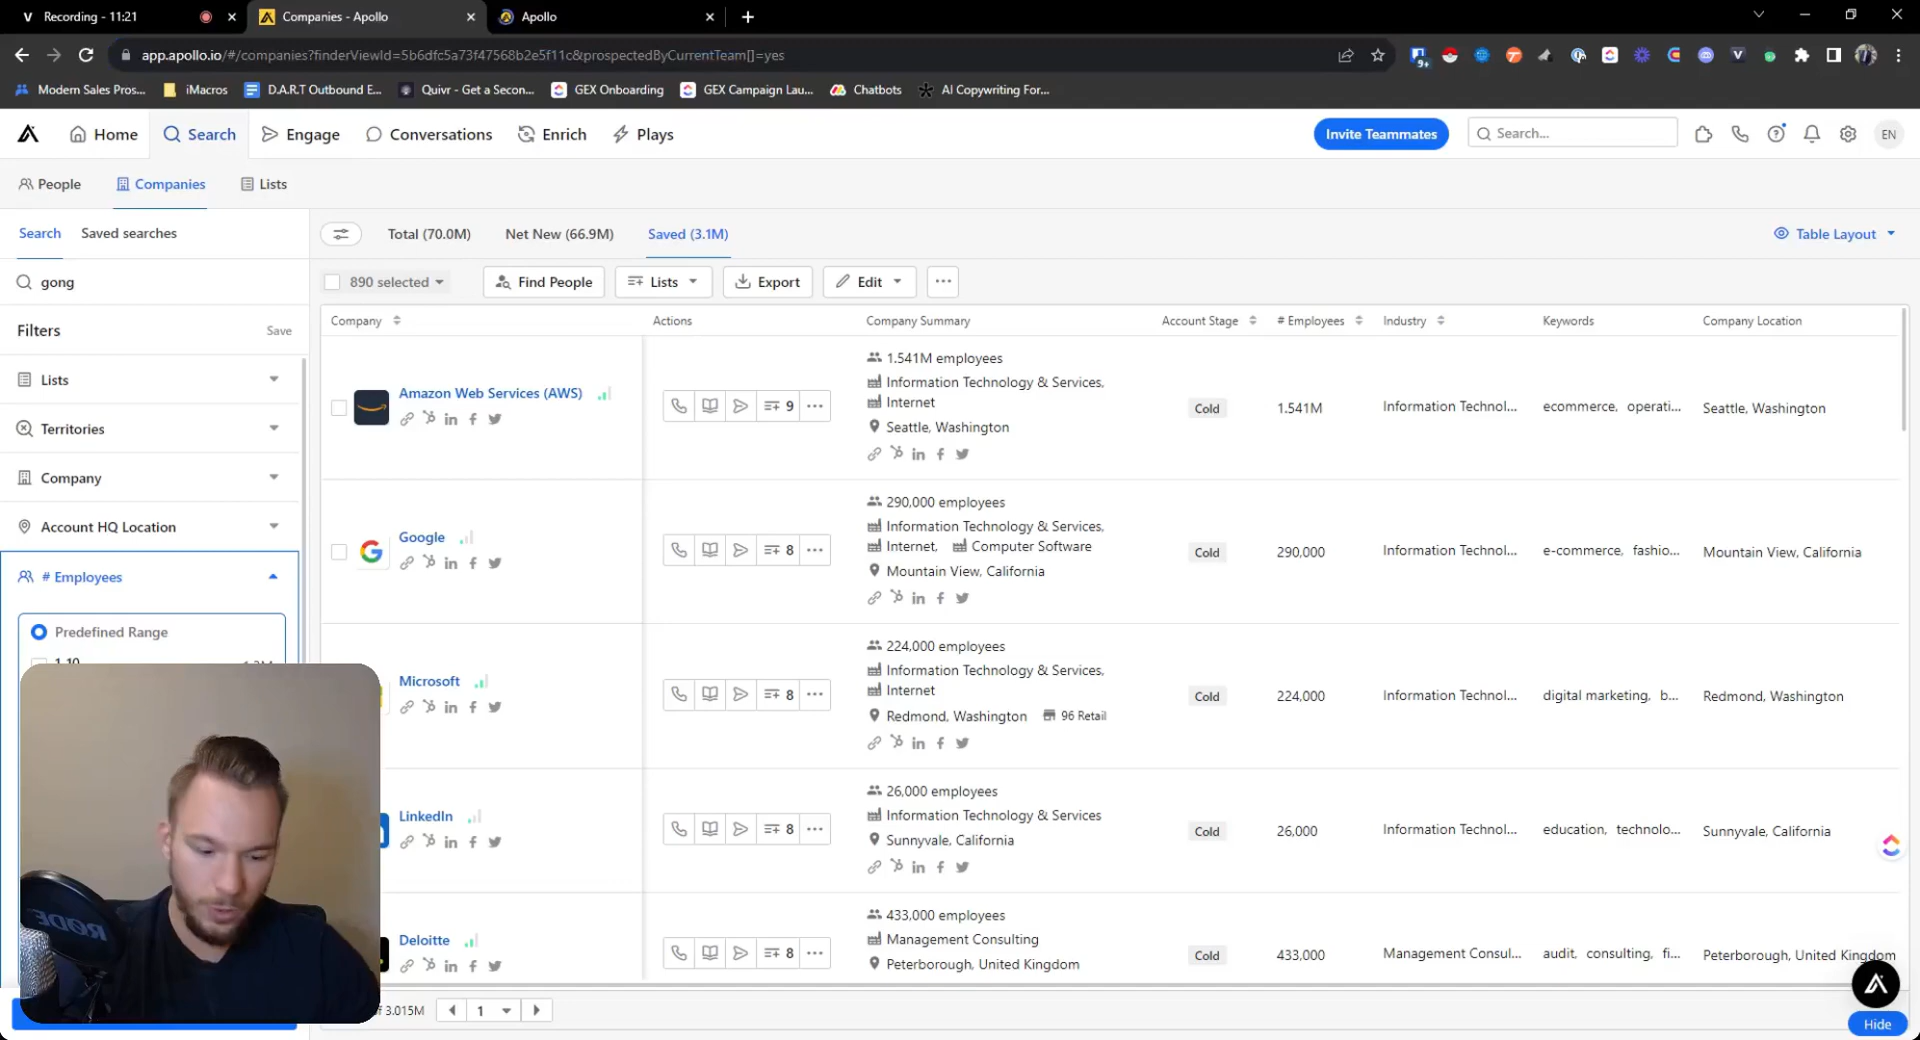 Recording - 11:21
Companies - Apollo
Apollo
app.apollo.io/#/companies?finderViewId=5b6dfc5a73f47568b2e5f11c&prospectedByCurrentTeam[]=yes
9+
Modern Sales Pros...
iMacros
D.A.R.T Outbound E...
Quivr - Get a Secon...
GEX Onboarding
GEX Campaign Lau...
Chatbots
AI Copywriting For...
Home
Search
Engage
Conversations
Enrich
Plays
Invite Teammates
Search...
EN
People
Companies
Lists
Search
Saved searches
Total (70.0M)
Net New (66.9M)
Saved (3.1M)
Table Layout
gong
890 selected
Find People
Lists
Export
Edit
Filters
Save
Lists
Territories
Company
Account HQ Location
# Employees
Predefined Range
1-10
Company
Actions
Company Summary
Account Stage
# Employees
Industry
Keywords
Company Location
Amazon Web Services (AWS)
9
1.541M employees
Information Technology & Services,
Internet
Seattle, Washington
Cold
1.541M
Information Technol...
ecommerce, operati...
Seattle, Washington
Google
8
290,000 employees
Information Technology & Services,
Internet, Computer Software
Mountain View, California
Cold
290,000
Information Technol...
e-commerce, fashio...
Mountain View, California
Microsoft
8
224,000 employees
Information Technology & Services,
Internet
Redmond, Washington 96 Retail
Cold
224,000
Information Technol...
digital marketing, b...
Redmond, Washington
LinkedIn
8
26,000 employees
Information Technology & Services
Sunnyvale, California
Cold
26,000
Information Technol...
education, technolo...
Sunnyvale, California
Deloitte
8
433,000 employees
Management Consulting
Peterborough, United Kingdom
Cold
433,000
Management Consul...
audit, consulting, fi...
Peterborough, United Kingdom
RODE
3.015M
1
Hide